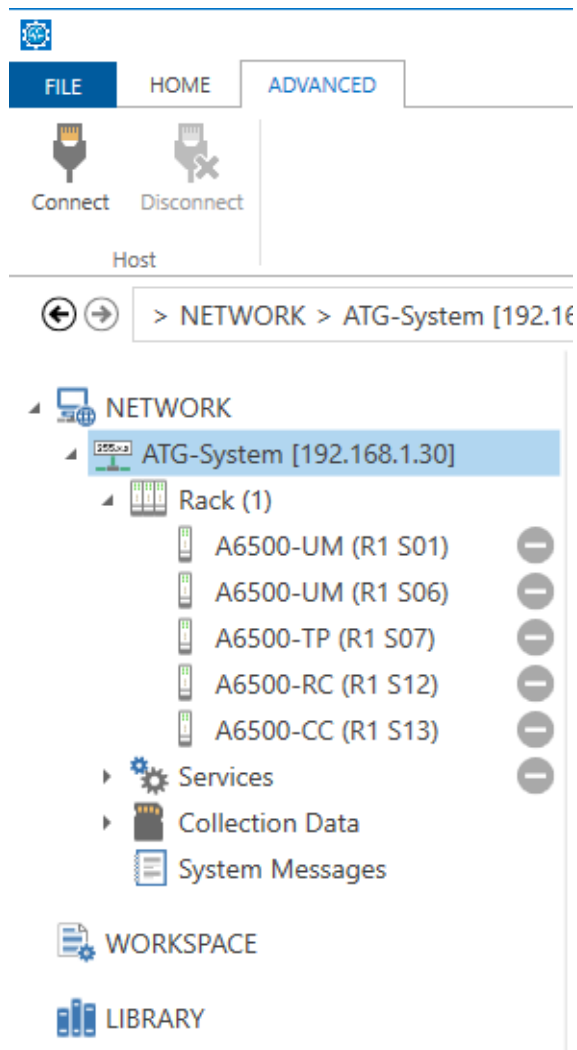 FILE HOME ADVANCED
Connect Disconnect
Host
> NETWORK > ATG-System [192.16
NETWORK
ATG-System [192.168.1.30]
Rack (1)
A6500-UM (R1 S01)
A6500-UM (R1 S06)
A6500-TP (R1 S07)
A6500-RC (R1 S12)
A6500-CC (R1 S13)
Services
Collection Data
System Messages
WORKSPACE
LIBRARY